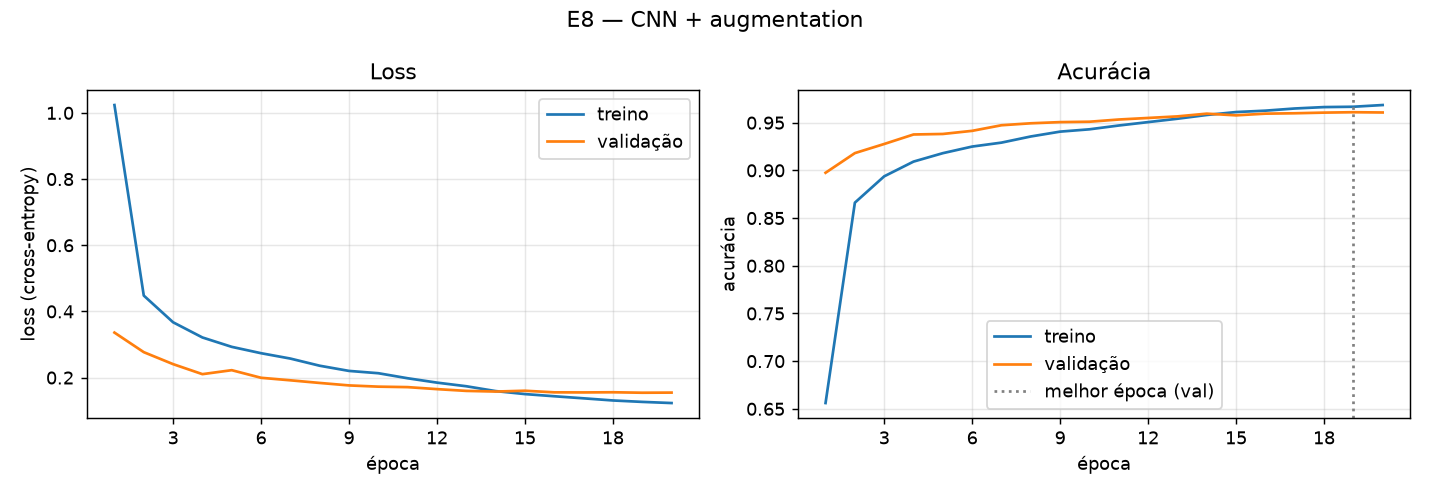 E8 — CNN + augmentation
Loss
loss (cross-entropy)
1.0
0.8
0.6
0.4
0.2
treino
validação
3 6 9 12 15 18
época
Acurácia
acurácia
0.95
0.90
0.85
0.80
0.75
0.70
0.65
treino
validação
melhor época (val)
3 6 9 12 15 18
época